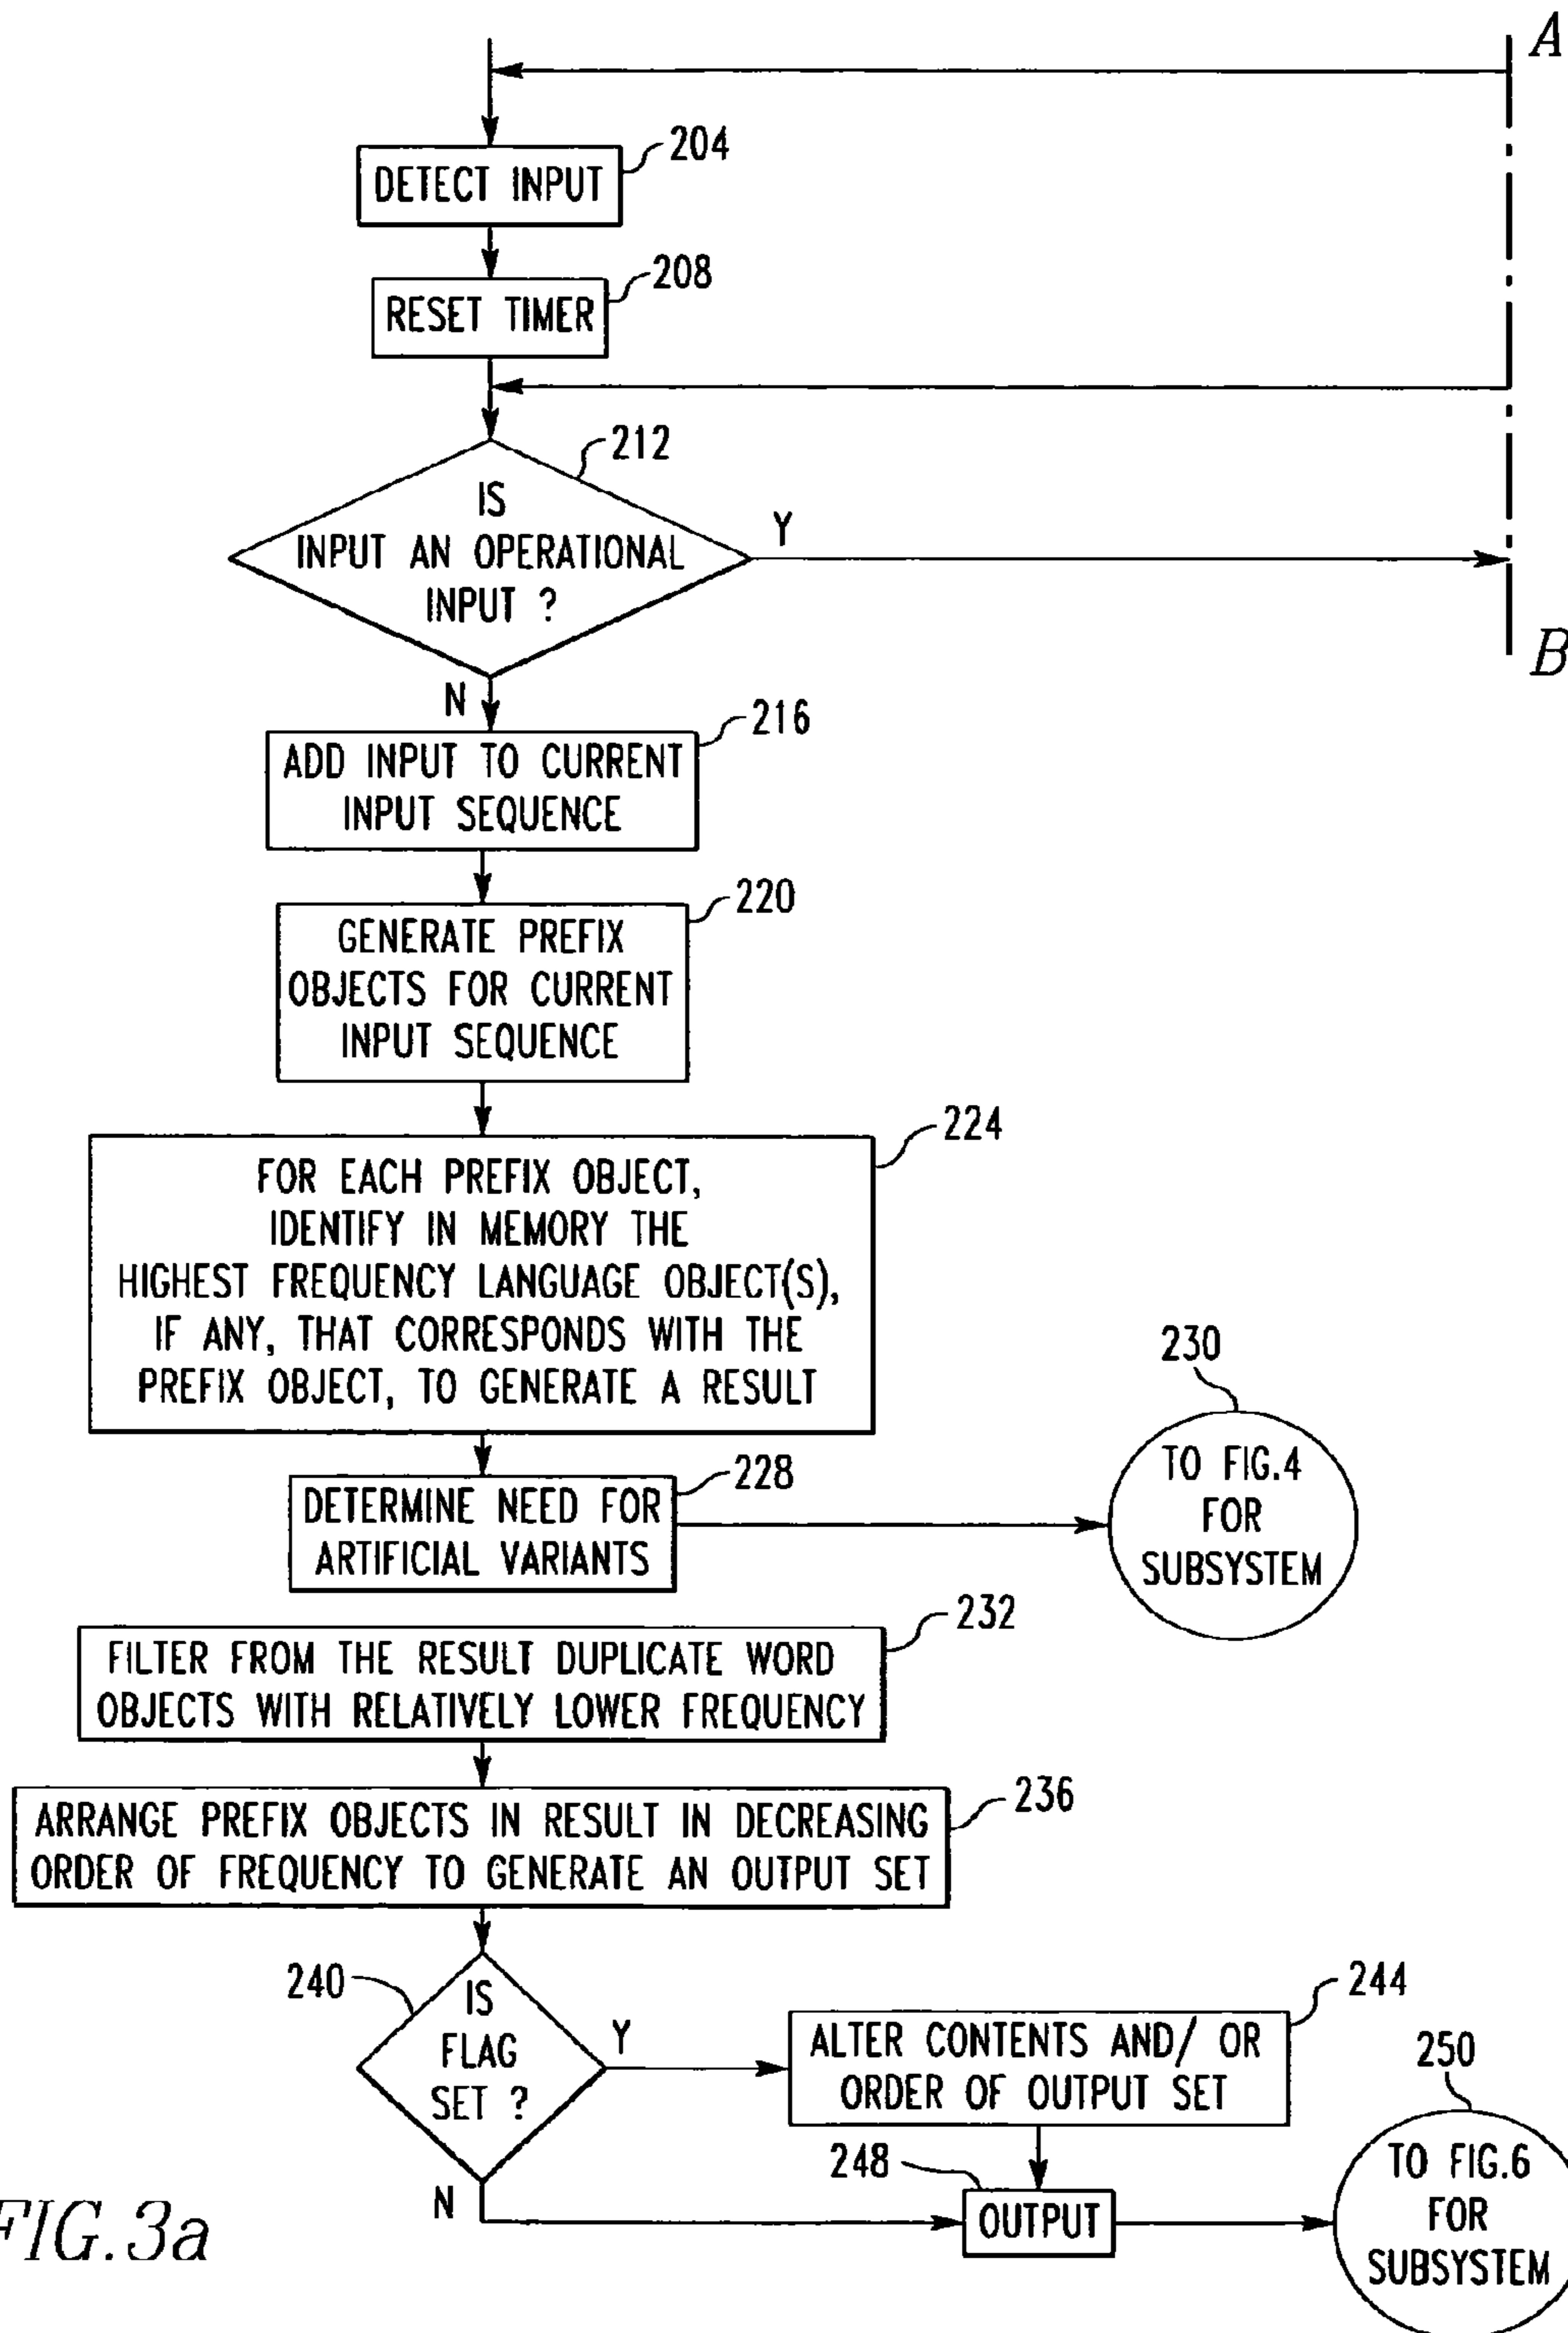 A
204
DETECT INPUT
208
RESET TIMER
212
IS
INPUT AN OPERATIONAL
INPUT ?
Y
B
N
216
ADD INPUT TO CURRENT
INPUT SEQUENCE
220
GENERATE PREFIX
OBJECTS FOR CURRENT
INPUT SEQUENCE
224
FOR EACH PREFIX OBJECT,
IDENTIFY IN MEMORY THE
HIGHEST FREQUENCY LANGUAGE OBJECT(S),
IF ANY, THAT CORRESPONDS WITH THE
PREFIX OBJECT, TO GENERATE A RESULT
230
TO FIG.4
FOR
SUBSYSTEM
228
DETERMINE NEED FOR
ARTIFICIAL VARIANTS
232
FILTER FROM THE RESULT DUPLICATE WORD
OBJECTS WITH RELATIVELY LOWER FREQUENCY
236
ARRANGE PREFIX OBJECTS IN RESULT IN DECREASING
ORDER OF FREQUENCY TO GENERATE AN OUTPUT SET
240
IS
FLAG
SET ?
Y
244
ALTER CONTENTS AND/ OR
ORDER OF OUTPUT SET
N
248
OUTPUT
250
TO FIG.6
FOR
SUBSYSTEM
FIG.3a